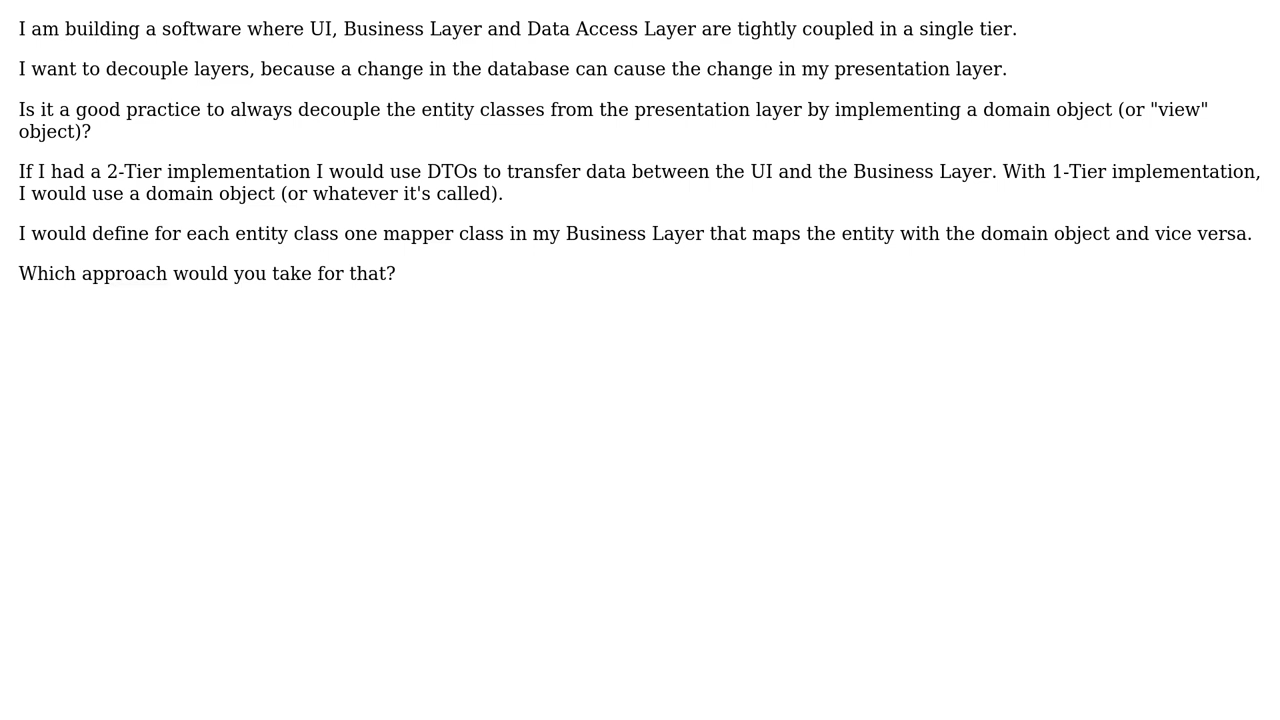 I am building a software where UI, Business Layer and Data Access Layer are tightly coupled in a single tier.
I want to decouple layers, because a change in the database can cause the change in my presentation layer.
Is it a good practice to always decouple the entity classes from the presentation layer by implementing a domain object (or "view"
object)?
If I had a 2-Tier implementation I would use DTOs to transfer data between the UI and the Business Layer. With 1-Tier implementation,
I would use a domain object (or whatever it's called).
I would define for each entity class one mapper class in my Business Layer that maps the entity with the domain object and vice versa.
Which approach would you take for that?